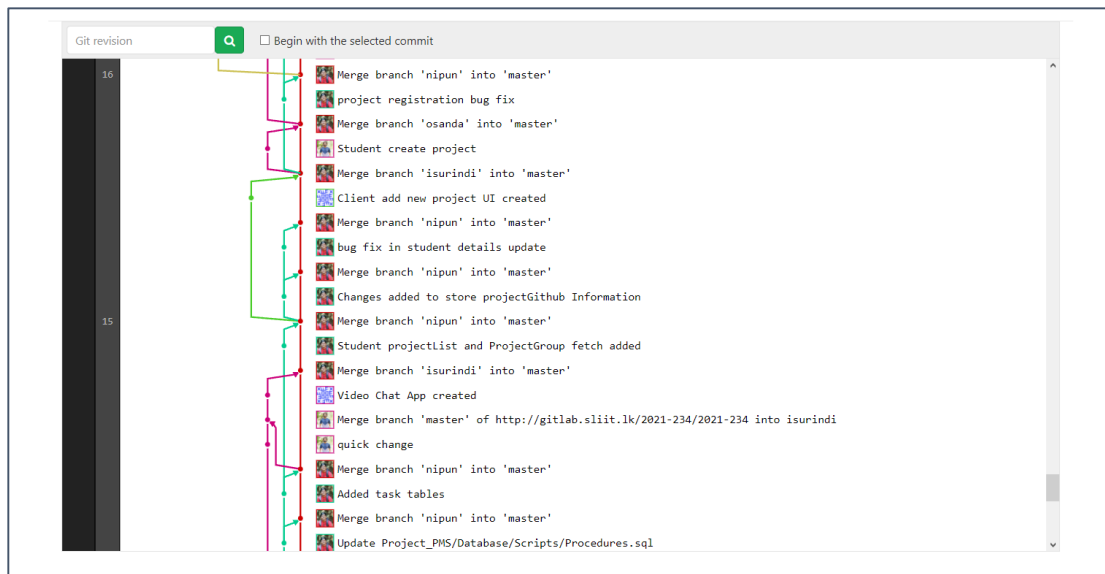 Git revision
Begin with the selected commit
16
Merge branch 'nipun' into 'master'
project registration bug fix
Merge branch 'osanda' into 'master'
Student create project
Merge branch 'isurindi' into 'master'
Client add new project UI created
Merge branch 'nipun' into 'master'
bug fix in student details update
Merge branch 'nipun' into 'master'
Changes added to store projectGithub Information
15
Merge branch 'nipun' into 'master'
Student projectList and ProjectGroup fetch added
Merge branch 'isurindi' into 'master'
Video Chat App created
Merge branch 'master' of http://gitlab.sliit.lk/2021-234/2021-234 into isurindi
quick change
Merge branch 'nipun' into 'master'
Added task tables
Merge branch 'nipun' into 'master'
Update Project_PMS/Database/Scripts/Procedures.sql